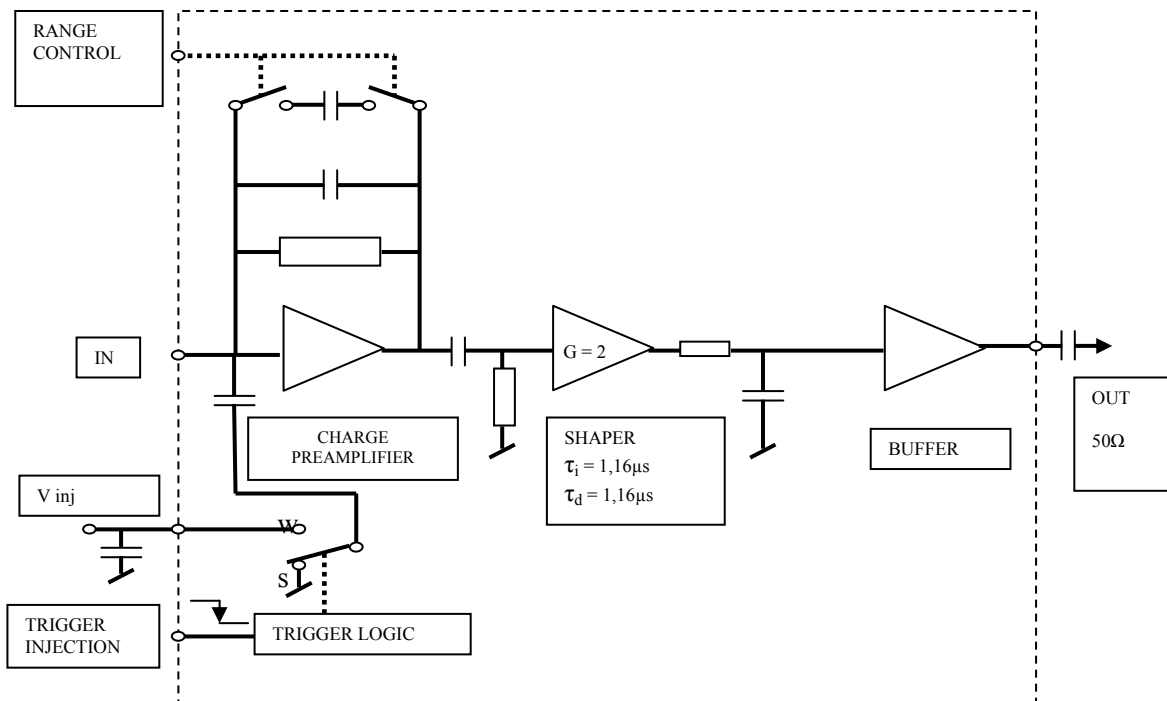 RANGE
CONTROL
IN
G = 2
CHARGE
PREAMPLIFIER
SHAPER
τi = 1,16µs
τd = 1,16µs
BUFFER
OUT
50Ω
V inj
W
S
TRIGGER
INJECTION
TRIGGER LOGIC